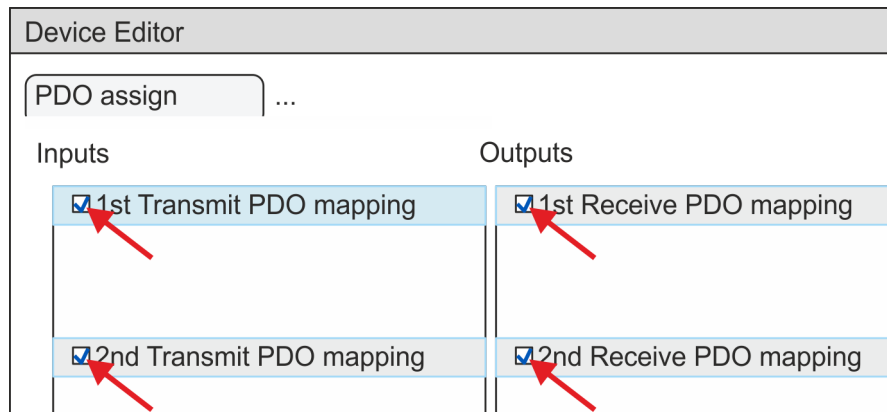 Device Editor
PDO assign ...
Inputs
Outputs
1st Transmit PDO mapping
1st Receive PDO mapping
2nd Transmit PDO mapping
2nd Receive PDO mapping